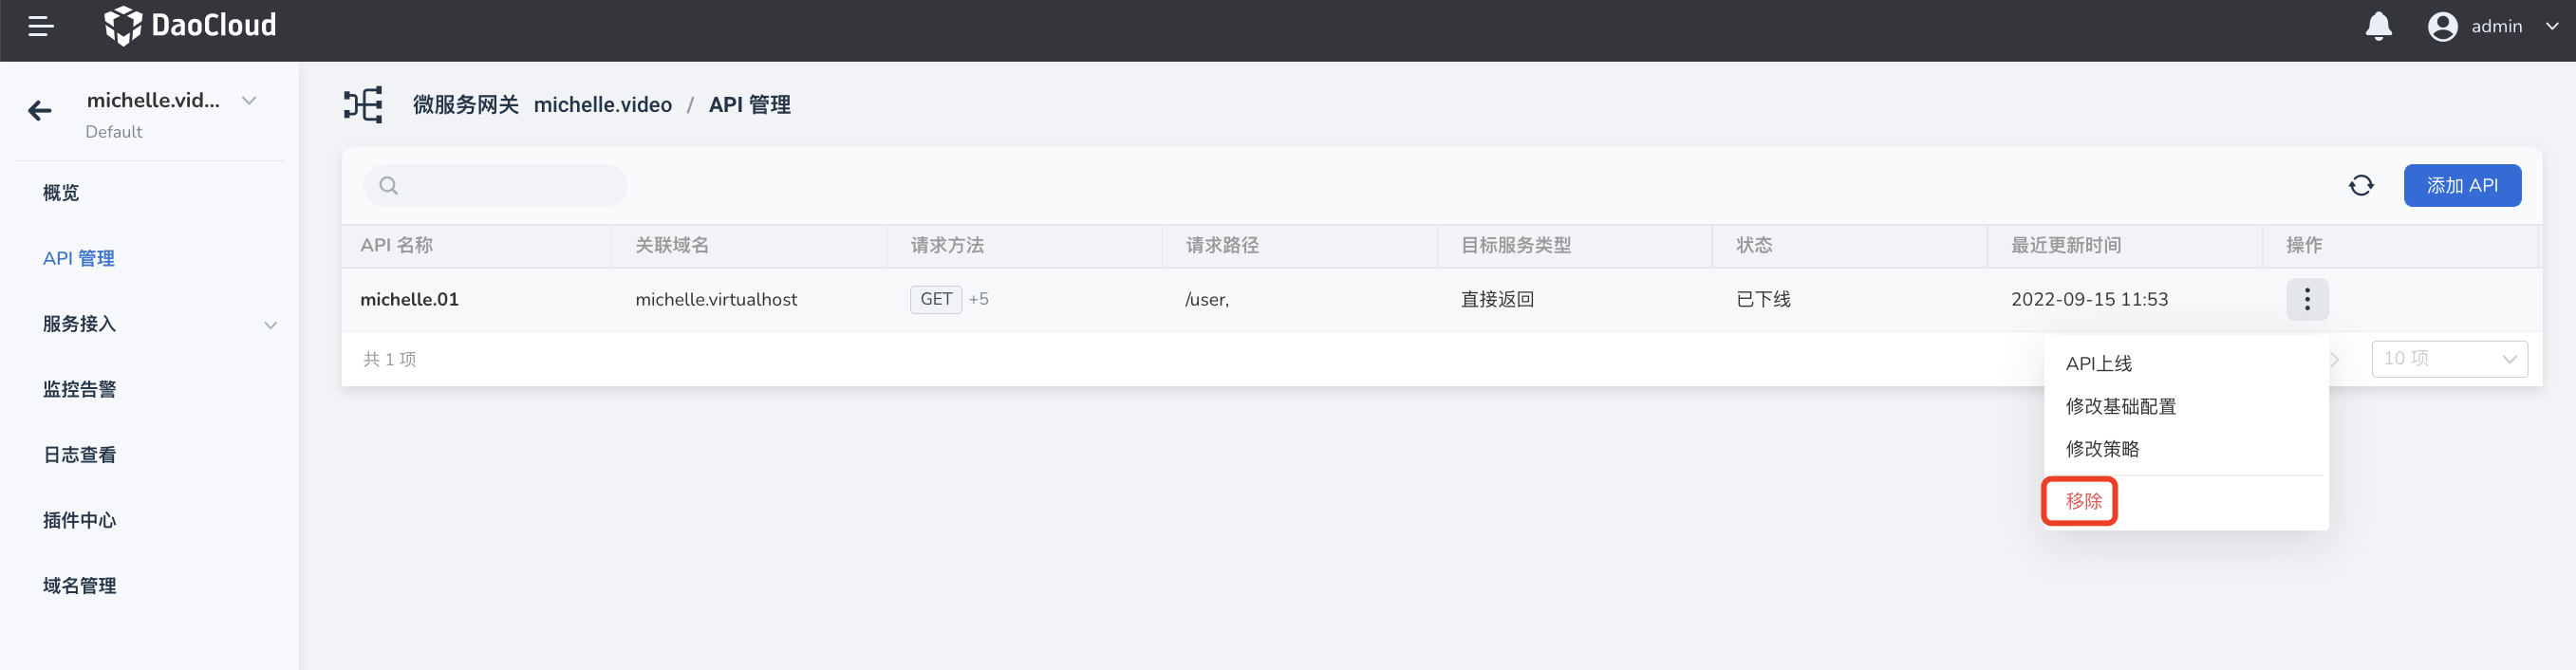 DaoCloud
admin
michelle.vid...
Default
概览
API 管理
服务接入
监控告警
日志查看
插件中心
域名管理
微服务网关 michelle.video / API 管理
添加 API
API 名称 关联域名 请求方法 请求路径 目标服务类型 状态 最近更新时间 操作
michelle.01 michelle.virtualhost GET +5 /user, 直接返回 已下线 2022-09-15 11:53
共 1 项
10 项
API上线
修改基础配置
修改策略
移除